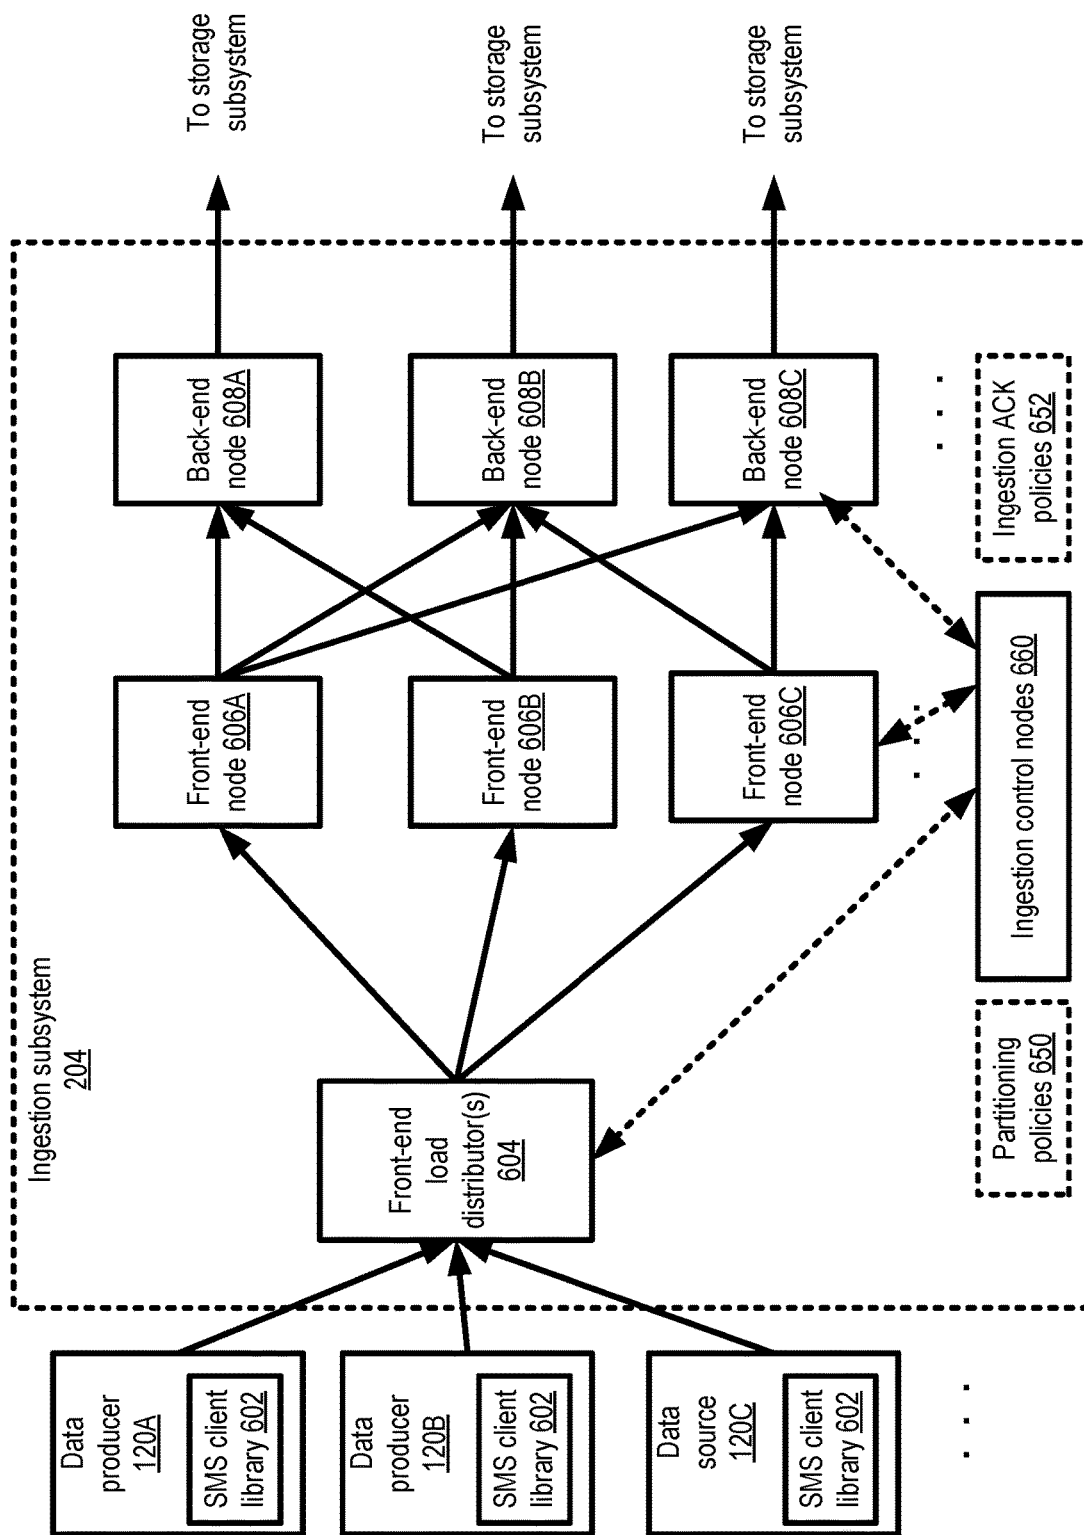 Ingestion subsystem
204
Data
producer
120A
SMS client
library 602
Data
producer
120B
SMS client
library 602
Data
source
120C
SMS client
library 602
. . .
Front-end
load
distributor(s)
604
Front-end
node 606A
Front-end
node 606B
Front-end
node 606C
. . .
Back-end
node 608A
Back-end
node 608B
Back-end
node 608C
. . .
To storage
subsystem
To storage
subsystem
To storage
subsystem
Partitioning
policies 650
Ingestion control nodes 660
Ingestion ACK
policies 652